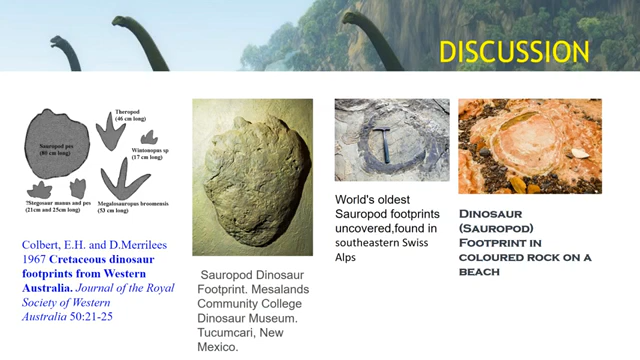 DISCUSSION
Theropod
(46 cm long)
Sauropod pes
(80 cm long)
Wintonopus sp
(17 cm long)
?Stegosaur manus and pes
(21cm and 25cm long)
Megalosauropus broomensis
(53 cm long)
Colbert, E.H. and D.Merrilees
1967 Cretaceous dinosaur
footprints from Western
Australia. Journal of the Royal
Society of Western
Australia 50:21-25
Sauropod Dinosaur
Footprint. Mesalands
Community College
Dinosaur Museum.
Tucumcari, New
Mexico.
World's oldest
Sauropod footprints
uncovered,found in
southeastern Swiss
Alps
DINOSAUR
(SAUROPOD)
FOOTPRINT IN
COLOURED ROCK ON A
BEACH